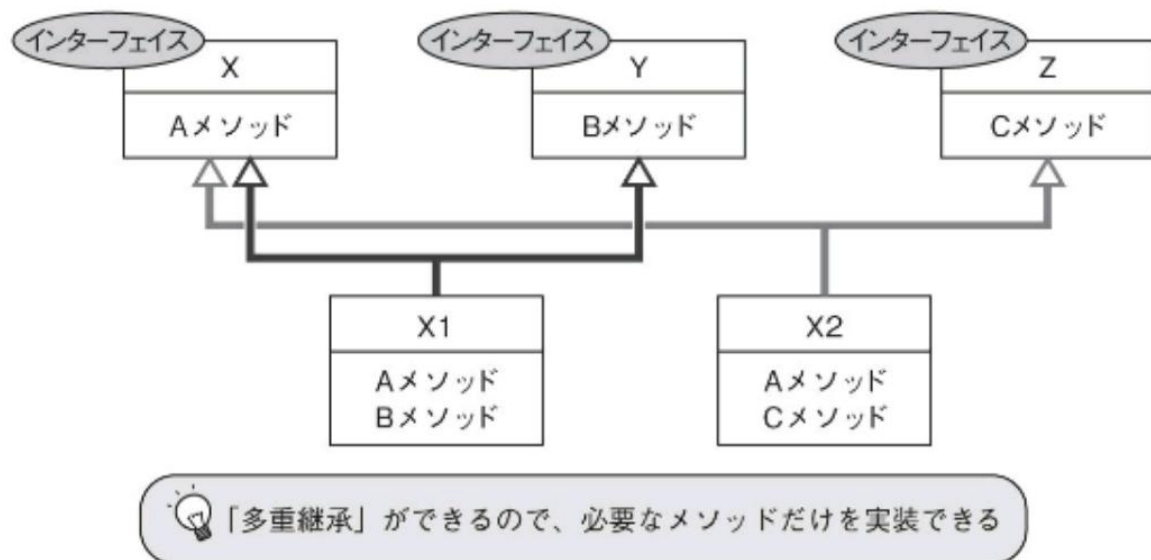 インターフェイス
X
Aメソッド
インターフェイス
Y
Bメソッド
インターフェイス
Z
Cメソッド
X1
Aメソッド
Bメソッド
X2
Aメソッド
Cメソッド
「多重継承」ができるので、必要なメソッドだけを実装できる